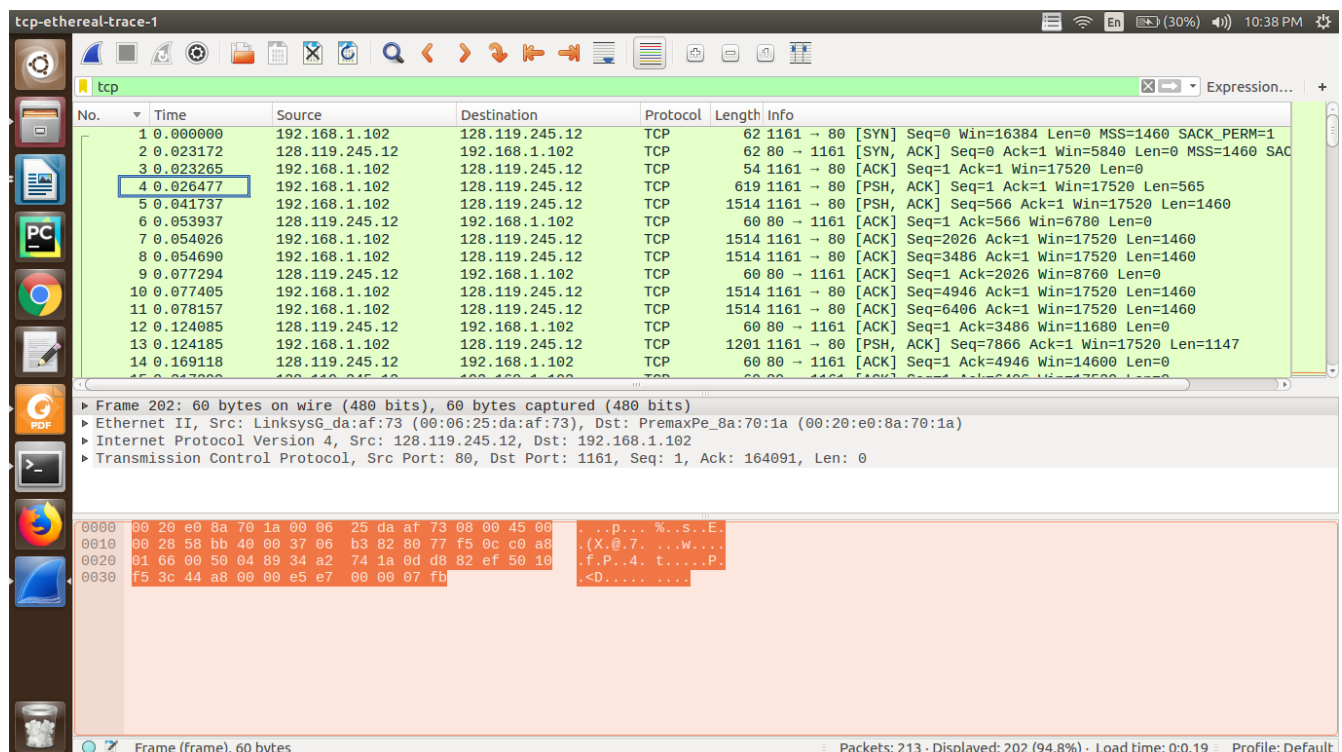 tcp-ethereal-trace-1 En (30%) 10:38 PM
tcp Expression... +
No. Time Source Destination Protocol Length Info
1 0.000000 192.168.1.102 128.119.245.12 TCP 62 1161 → 80 [SYN] Seq=0 Win=16384 Len=0 MSS=1460 SACK_PERM=1
2 0.023172 128.119.245.12 192.168.1.102 TCP 62 80 → 1161 [SYN, ACK] Seq=0 Ack=1 Win=5840 Len=0 MSS=1460 SAC
3 0.023265 192.168.1.102 128.119.245.12 TCP 54 1161 → 80 [ACK] Seq=1 Ack=1 Win=17520 Len=0
4 0.026477 192.168.1.102 128.119.245.12 TCP 619 1161 → 80 [PSH, ACK] Seq=1 Ack=1 Win=17520 Len=565
5 0.041737 192.168.1.102 128.119.245.12 TCP 1514 1161 → 80 [PSH, ACK] Seq=566 Ack=1 Win=17520 Len=1460
6 0.053937 128.119.245.12 192.168.1.102 TCP 60 80 → 1161 [ACK] Seq=1 Ack=566 Win=6780 Len=0
7 0.054026 192.168.1.102 128.119.245.12 TCP 1514 1161 → 80 [ACK] Seq=2026 Ack=1 Win=17520 Len=1460
8 0.054690 192.168.1.102 128.119.245.12 TCP 1514 1161 → 80 [ACK] Seq=3486 Ack=1 Win=17520 Len=1460
9 0.077294 128.119.245.12 192.168.1.102 TCP 60 80 → 1161 [ACK] Seq=1 Ack=2026 Win=8760 Len=0
10 0.077405 192.168.1.102 128.119.245.12 TCP 1514 1161 → 80 [ACK] Seq=4946 Ack=1 Win=17520 Len=1460
11 0.078157 192.168.1.102 128.119.245.12 TCP 1514 1161 → 80 [ACK] Seq=6406 Ack=1 Win=17520 Len=1460
12 0.124085 128.119.245.12 192.168.1.102 TCP 60 80 → 1161 [ACK] Seq=1 Ack=3486 Win=11680 Len=0
13 0.124185 192.168.1.102 128.119.245.12 TCP 1201 1161 → 80 [PSH, ACK] Seq=7866 Ack=1 Win=17520 Len=1147
14 0.169118 128.119.245.12 192.168.1.102 TCP 60 80 → 1161 [ACK] Seq=1 Ack=4946 Win=14600 Len=0
Frame 202: 60 bytes on wire (480 bits), 60 bytes captured (480 bits)
Ethernet II, Src: LinksysG_da:af:73 (00:06:25:da:af:73), Dst: PremaxPe_8a:70:1a (00:20:e0:8a:70:1a)
Internet Protocol Version 4, Src: 128.119.245.12, Dst: 192.168.1.102
Transmission Control Protocol, Src Port: 80, Dst Port: 1161, Seq: 1, Ack: 164091, Len: 0
0000 00 20 e0 8a 70 1a 00 06 25 da af 73 08 00 45 00 . ..p... %..s..E.
0010 00 28 58 bb 40 00 37 06 b3 82 80 77 f5 0c c0 a8 .(X.@.7. ...w....
0020 01 66 00 50 04 89 34 a2 74 1a 0d d8 82 ef 50 10 .f.P..4. t.....P.
0030 f5 3c 44 a8 00 00 e5 e7 00 00 07 fb .<D..... ....
PC
PDF
Frame (frame), 60 bytes Packets: 213 · Displayed: 202 (94.8%) · Load time: 0:0.19 Profile: Default